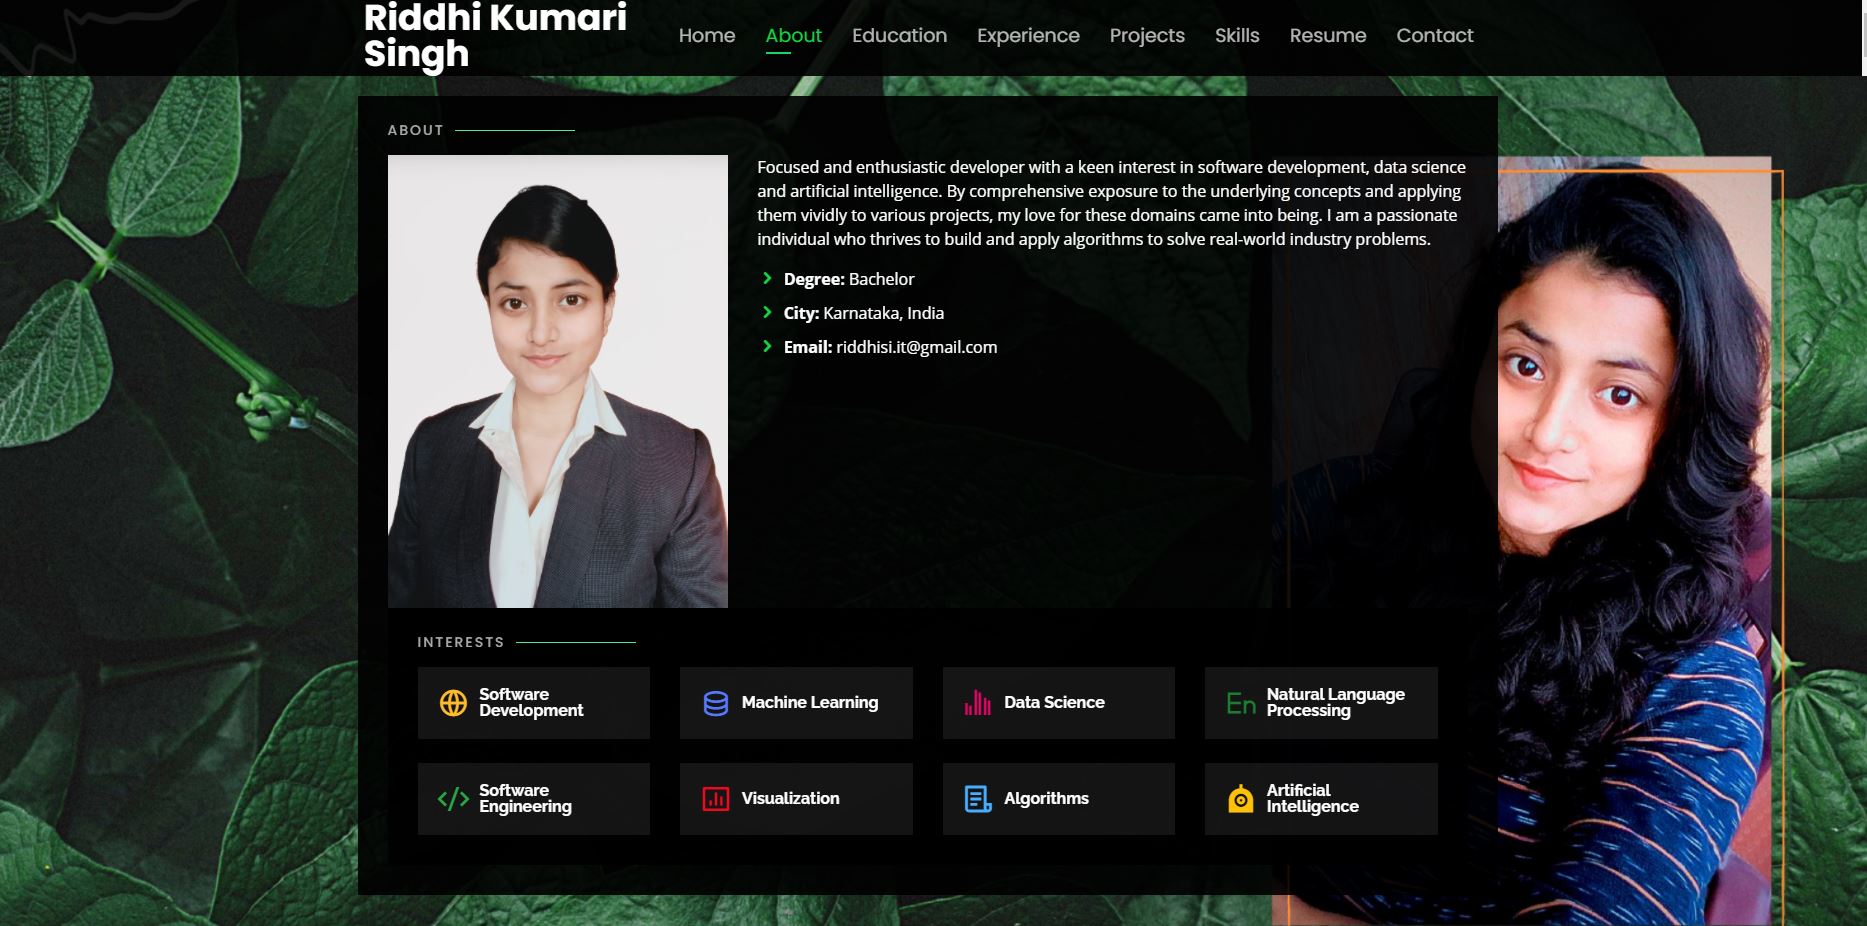 Riddhi Kumari
Singh
Home About Education Experience Projects Skills Resume Contact
ABOUT
Focused and enthusiastic developer with a keen interest in software development, data science
and artificial intelligence. By comprehensive exposure to the underlying concepts and applying
them vividly to various projects, my love for these domains came into being. I am a passionate
individual who thrives to build and apply algorithms to solve real-world industry problems.
Degree: Bachelor
City: Karnataka, India
Email: riddhisi.it@gmail.com
INTERESTS
Software
Development
Machine Learning
Data Science
En
Natural Language
Processing
Software
Engineering
Visualization
Algorithms
Artificial
Intelligence